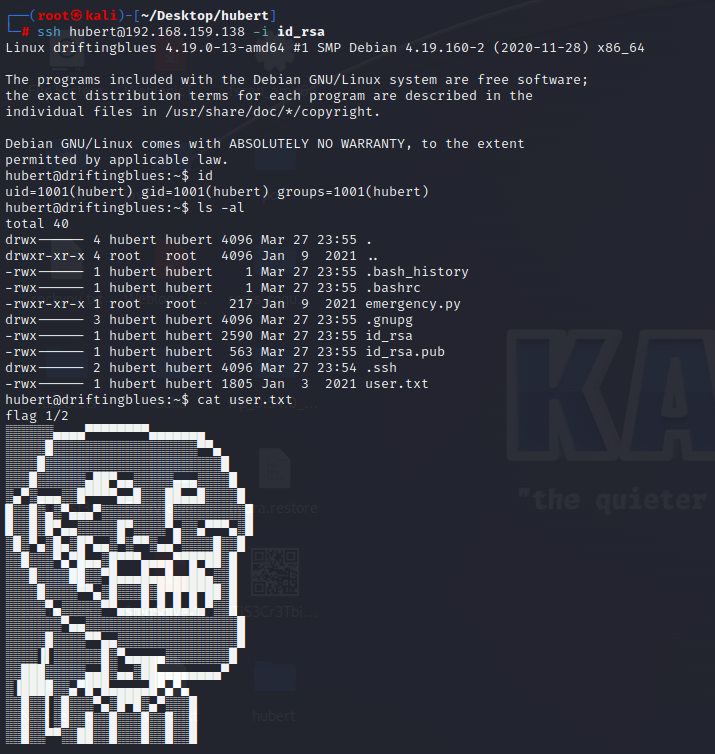 ┌──(root㉿kali)-[~/Desktop/hubert]
└─# ssh hubert@192.168.159.138 -i id_rsa
Linux driftingblues 4.19.0-13-amd64 #1 SMP Debian 4.19.160-2 (2020-11-28) x86_64

The programs included with the Debian GNU/Linux system are free software;
the exact distribution terms for each program are described in the
individual files in /usr/share/doc/*/copyright.

Debian GNU/Linux comes with ABSOLUTELY NO WARRANTY, to the extent
permitted by applicable law.
hubert@driftingblues:~$ id
uid=1001(hubert) gid=1001(hubert) groups=1001(hubert)
hubert@driftingblues:~$ ls -al
total 40
drwx------ 4 hubert hubert 4096 Mar 27 23:55 .
drwxr-xr-x 4 root   root   4096 Jan  9  2021 ..
-rwx------ 1 hubert hubert    1 Mar 27 23:55 .bash_history
-rwx------ 1 hubert hubert    1 Mar 27 23:55 .bashrc
-rwxr-xr-x 1 root   root    217 Jan  9  2021 emergency.py
drwx------ 3 hubert hubert 4096 Mar 27 23:55 .gnupg
-rwx------ 1 hubert hubert 2590 Mar 27 23:55 id_rsa
-rwx------ 1 hubert hubert  563 Mar 27 23:55 id_rsa.pub
drwx------ 2 hubert hubert 4096 Mar 27 23:54 .ssh
-rwx------ 1 hubert hubert 1805 Jan  3  2021 user.txt
hubert@driftingblues:~$ cat user.txt
flag 1/2
KA
"the quieter
hubert